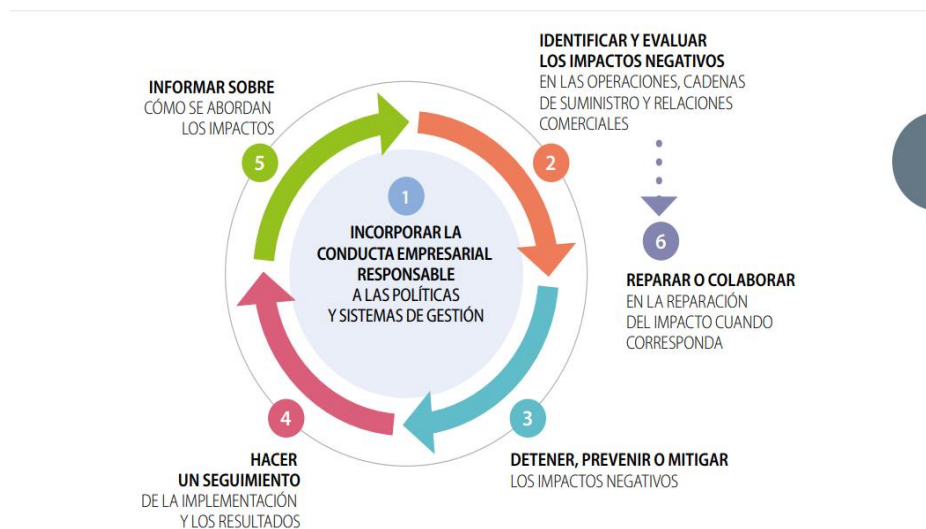 1
INCORPORAR LA
CONDUCTA EMPRESARIAL
RESPONSABLE
A LAS POLÍTICAS
Y SISTEMAS DE GESTIÓN
2
IDENTIFICAR Y EVALUAR
LOS IMPACTOS NEGATIVOS
EN LAS OPERACIONES, CADENAS
DE SUMINISTRO Y RELACIONES
COMERCIALES
3
DETENER, PREVENIR O MITIGAR
LOS IMPACTOS NEGATIVOS
4
HACER
UN SEGUIMIENTO
DE LA IMPLEMENTACIÓN
Y LOS RESULTADOS
5
INFORMAR SOBRE
CÓMO SE ABORDAN
LOS IMPACTOS
6
REPARAR O COLABORAR
EN LA REPARACIÓN
DEL IMPACTO CUANDO
CORRESPONDA